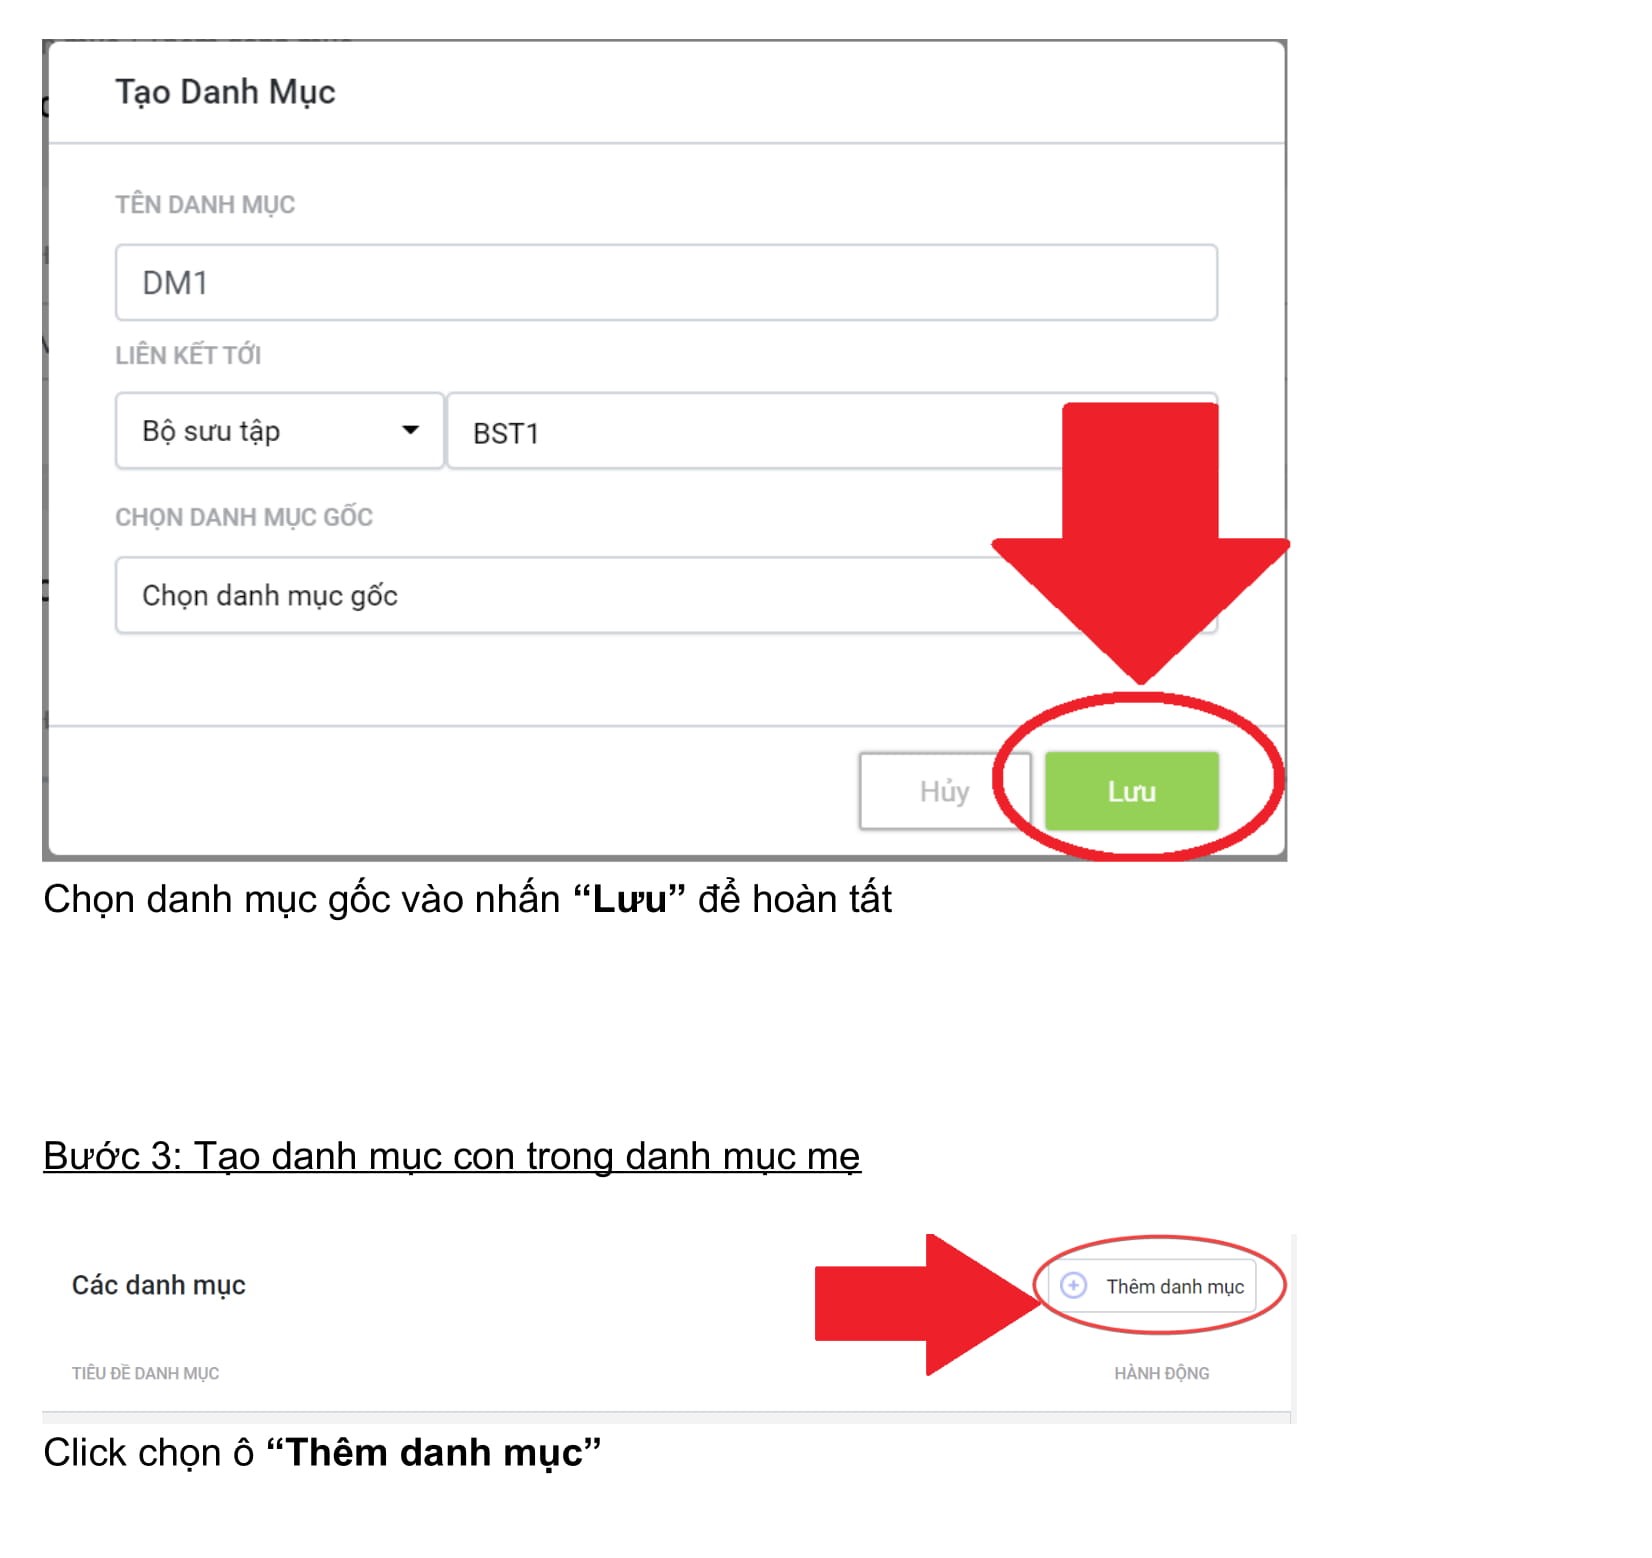 Tạo Danh Mục
TÊN DANH MỤC
DM1
LIÊN KẾT TỚI
Bộ sưu tập BST1
CHỌN DANH MỤC GỐC
Chọn danh mục gốc
Hủy Lưu
Chọn danh mục gốc vào nhấn “Lưu” để hoàn tất
Bước 3: Tạo danh mục con trong danh mục mẹ
Các danh mục Thêm danh mục
TIÊU ĐỀ DANH MỤC HÀNH ĐỘNG
Click chọn ô “Thêm danh mục”